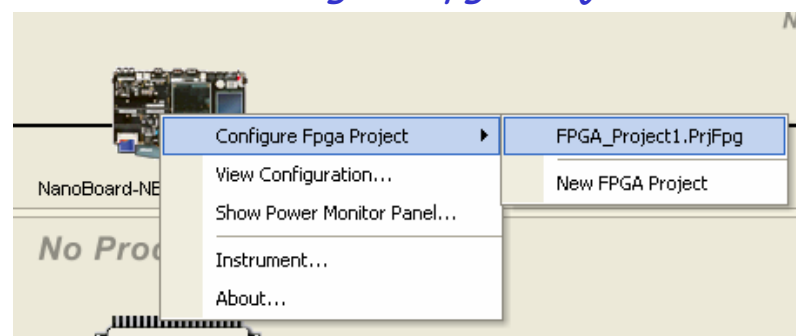 Configure Fpga Project
FPGA_Project1.PrjFpg
View Configuration...
New FPGA Project
NanoBoard-NE
Show Power Monitor Panel...
No Proc
Instrument...
About...